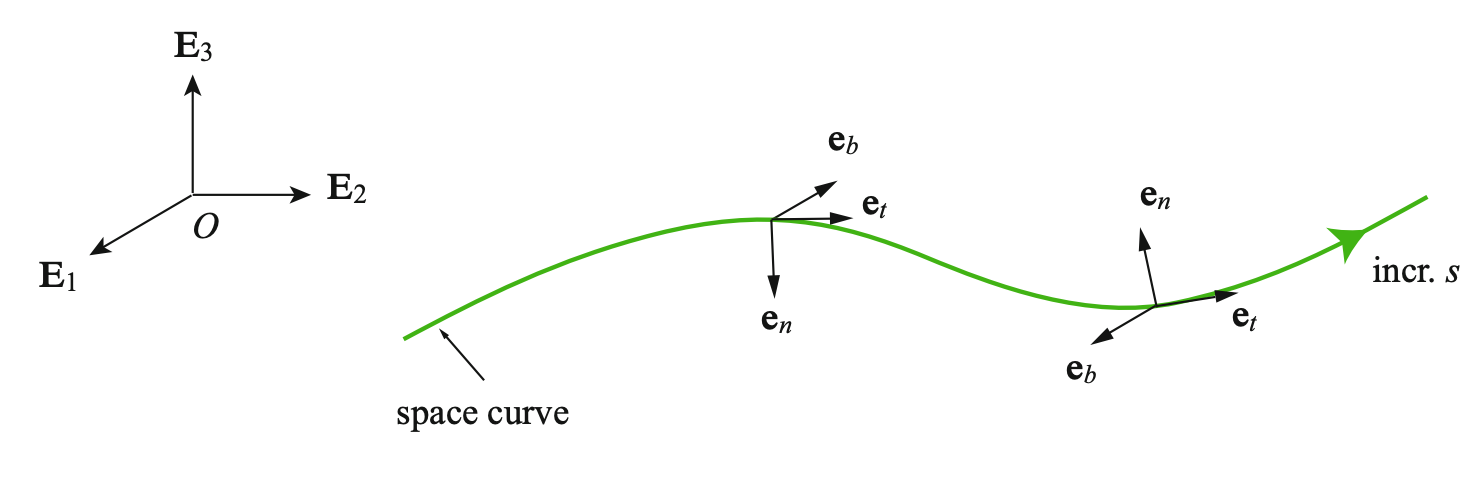 E3
E2
O
E1
eb
et
en
en
et
eb
incr. s
space curve